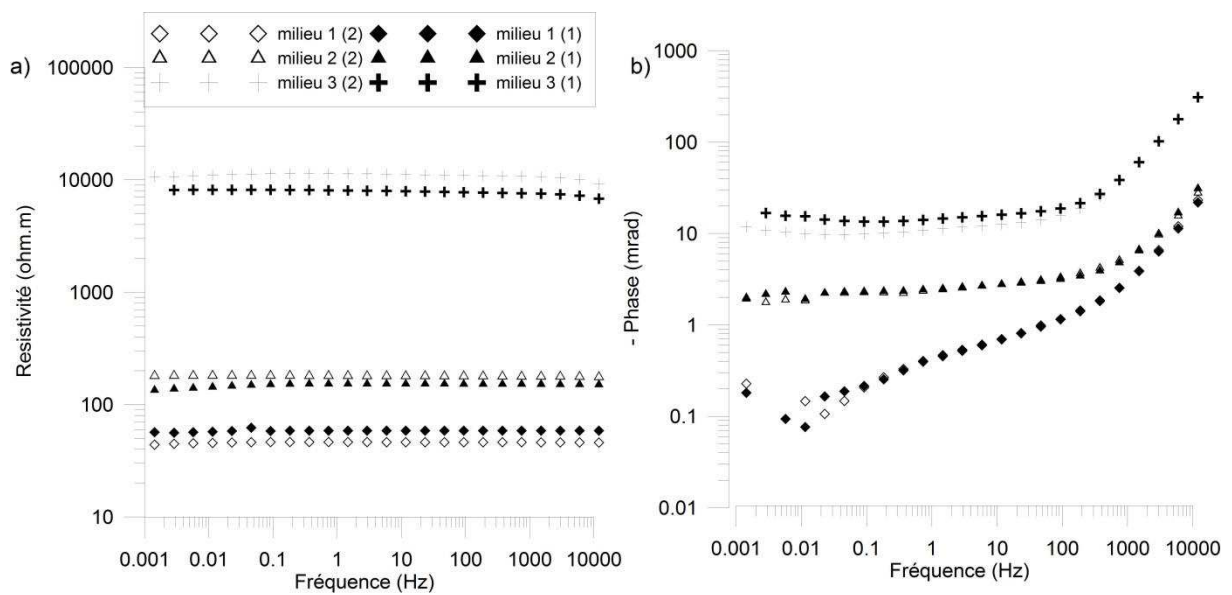 a)
milieu 1 (2) milieu 1 (1)
milieu 2 (2) milieu 2 (1)
milieu 3 (2) milieu 3 (1)
Resistivité (ohm.m)
100000
10000
1000
100
10
0.001 0.01 0.1 1 10 100 1000 10000
Fréquence (Hz)
b)
- Phase (mrad)
1000
100
10
1
0.1
0.01
0.001 0.01 0.1 1 10 100 1000 10000
Fréquence (Hz)